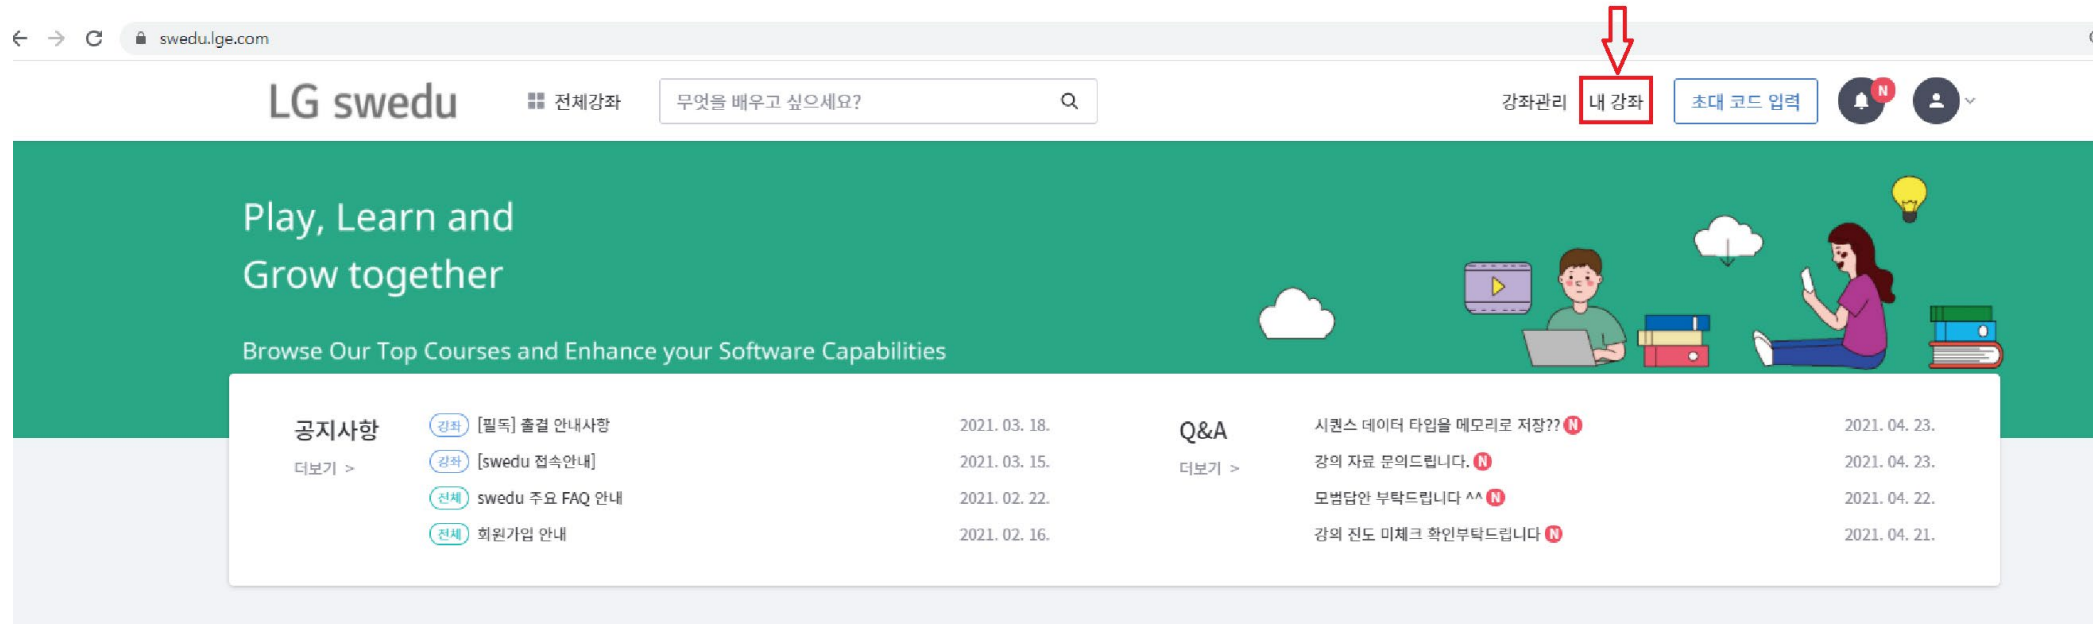 swedu.lge.com
LG swedu 전체강좌 무엇을 배우고 싶으세요? 강좌관리 내 강좌 초대 코드 입력 N
Play, Learn and
Grow together
Browse Our Top Courses and Enhance your Software Capabilities
공지사항
더보기 >
강좌 [필독] 출결 안내사항 2021. 03. 18.
강좌 [swedu 접속안내] 2021. 03. 15.
전체 swedu 주요 FAQ 안내 2021. 02. 22.
전체 회원가입 안내 2021. 02. 16.
Q&A
더보기 >
시퀀스 데이터 타입을 메모리로 저장?? N 2021. 04. 23.
강의 자료 문의드립니다. N 2021. 04. 23.
모범답안 부탁드립니다 ^^ N 2021. 04. 22.
강의 진도 미체크 확인부탁드립니다 N 2021. 04. 21.